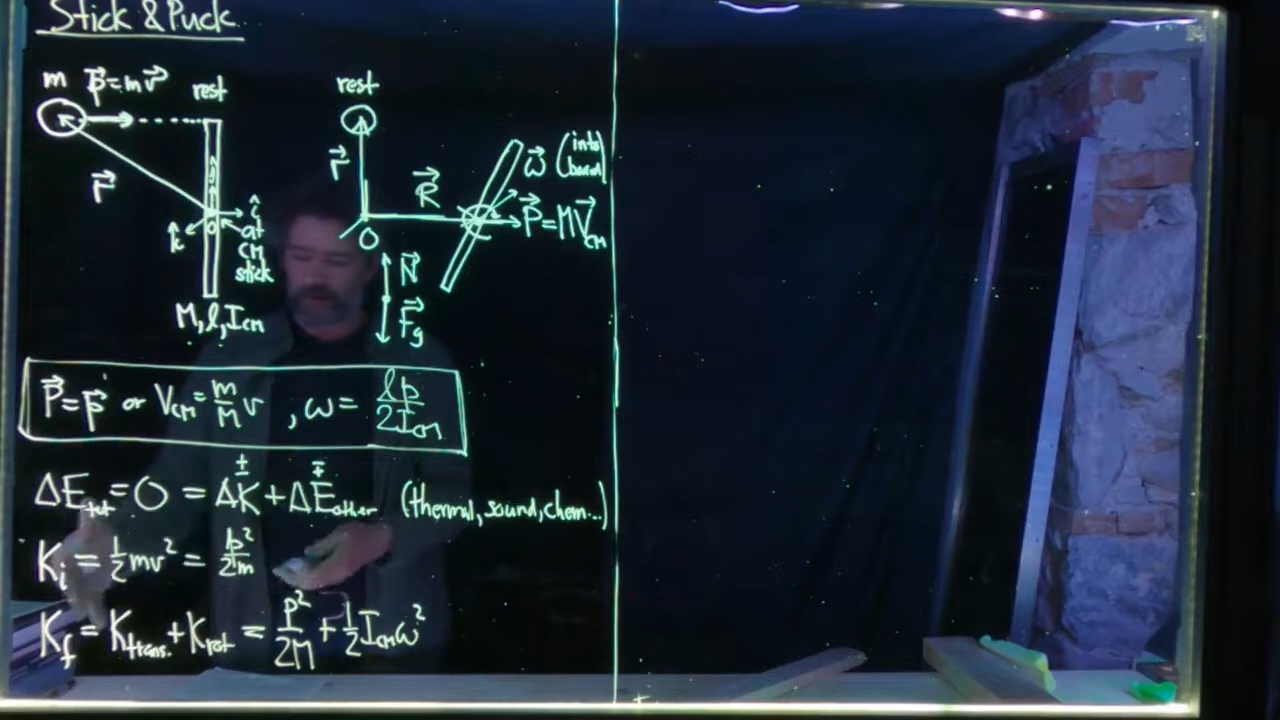 Stick & Puck
m p⃗=mv⃗ rest
rest
r⃗
r⃗
R⃗
ω⃗ (into board)
P⃗=MV⃗cm
k̂
O
î
at
CM
stick
O
N⃗
F⃗g
M, l, Icm
P⃗=p⃗ or Vcm=m/M v , ω= lp/2Icm
± ∓
ΔEtot=0=ΔK+ΔEother (thermal, sound, chem...)
Ki=½mv²=p²/2m
Kf=Ktrans.+Krot=P²/2M+½Icmω²